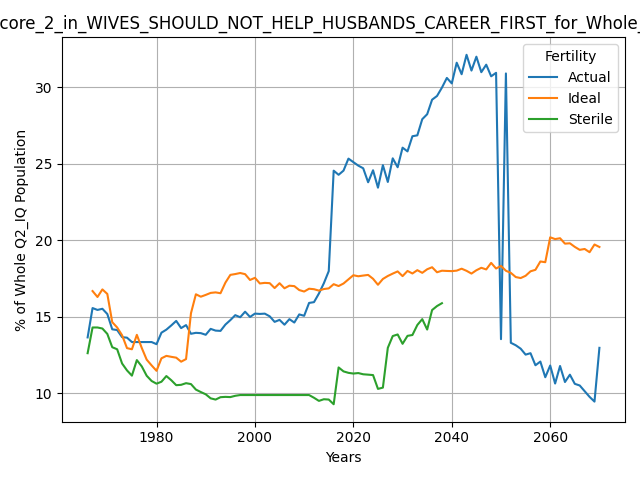 core_2_in_WIVES_SHOULD_NOT_HELP_HUSBANDS_CAREER_FIRST_for_Whole_
Fertility
Actual
Ideal
Sterile
% of Whole Q2_IQ Population
30
25
20
15
10
1980
2000
2020
2040
2060
Years